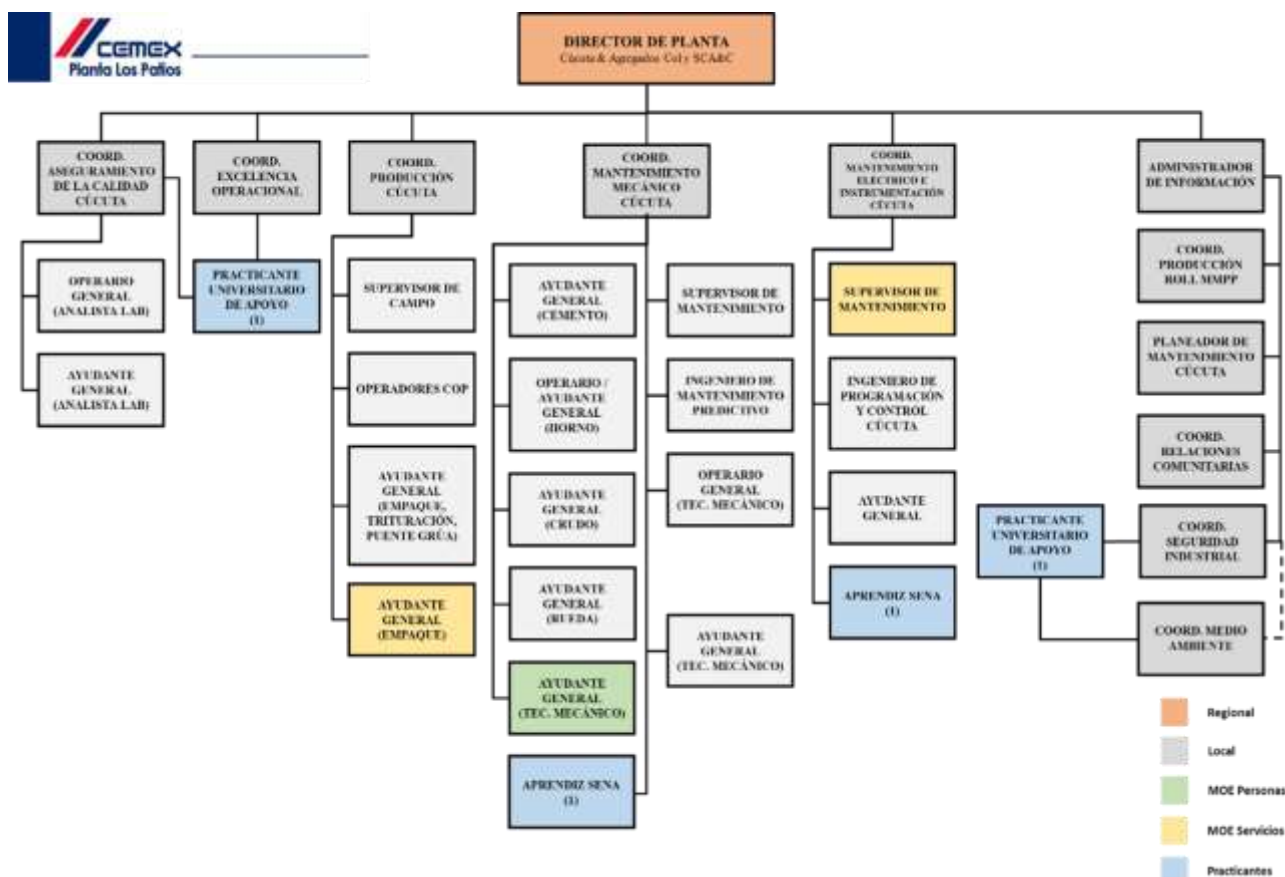 CEMEX
Planta Los Patios
DIRECTOR DE PLANTA
Cúcuta & Agregados Col y SCA&C
COORD.
ASEGURAMIENTO
DE LA CALIDAD
CÚCUTA
COORD.
EXCELENCIA
OPERACIONAL
COORD.
PRODUCCIÓN
CÚCUTA
COORD.
MANTENIMIENTO
MECÁNICO
CÚCUTA
COORD.
MANTENIMIENTO
ELÉCTRICO E
INSTRUMENTACIÓN
CÚCUTA
ADMINISTRADOR
DE INFORMACIÓN
OPERARIO
GENERAL
(ANALISTA LAB)
AYUDANTE
GENERAL
(ANALISTA LAB)
PRACTICANTE
UNIVERSITARIO
DE APOYO
(1)
SUPERVISOR DE
CAMPO
OPERADORES COP
AYUDANTE
GENERAL
(EMPAQUE,
TRITURACIÓN,
PUENTE GRÚA)
AYUDANTE
GENERAL
(EMPAQUE)
AYUDANTE
GENERAL
(CEMENTO)
OPERARIO /
AYUDANTE
GENERAL
(HORNO)
AYUDANTE
GENERAL
(CRUDO)
AYUDANTE
GENERAL
(RUEDA)
AYUDANTE
GENERAL
(TEC. MECÁNICO)
APRENDIZ SENA
(1)
SUPERVISOR DE
MANTENIMIENTO
INGENIERO DE
MANTENIMIENTO
PREDICTIVO
OPERARIO
GENERAL
(TEC. MECÁNICO)
AYUDANTE
GENERAL
(TEC. MECÁNICO)
SUPERVISOR DE
MANTENIMIENTO
INGENIERO DE
PROGRAMACIÓN
Y CONTROL
CÚCUTA
AYUDANTE
GENERAL
APRENDIZ SENA
(1)
COORD.
PRODUCCIÓN
ROLL MMPP
PLANEADOR DE
MANTENIMIENTO
CÚCUTA
COORD.
RELACIONES
COMUNITARIAS
PRACTICANTE
UNIVERSITARIO
DE APOYO
(1)
COORD.
SEGURIDAD
INDUSTRIAL
COORD. MEDIO
AMBIENTE
Regional
Local
MOE Personas
MOE Servicios
Practicantes